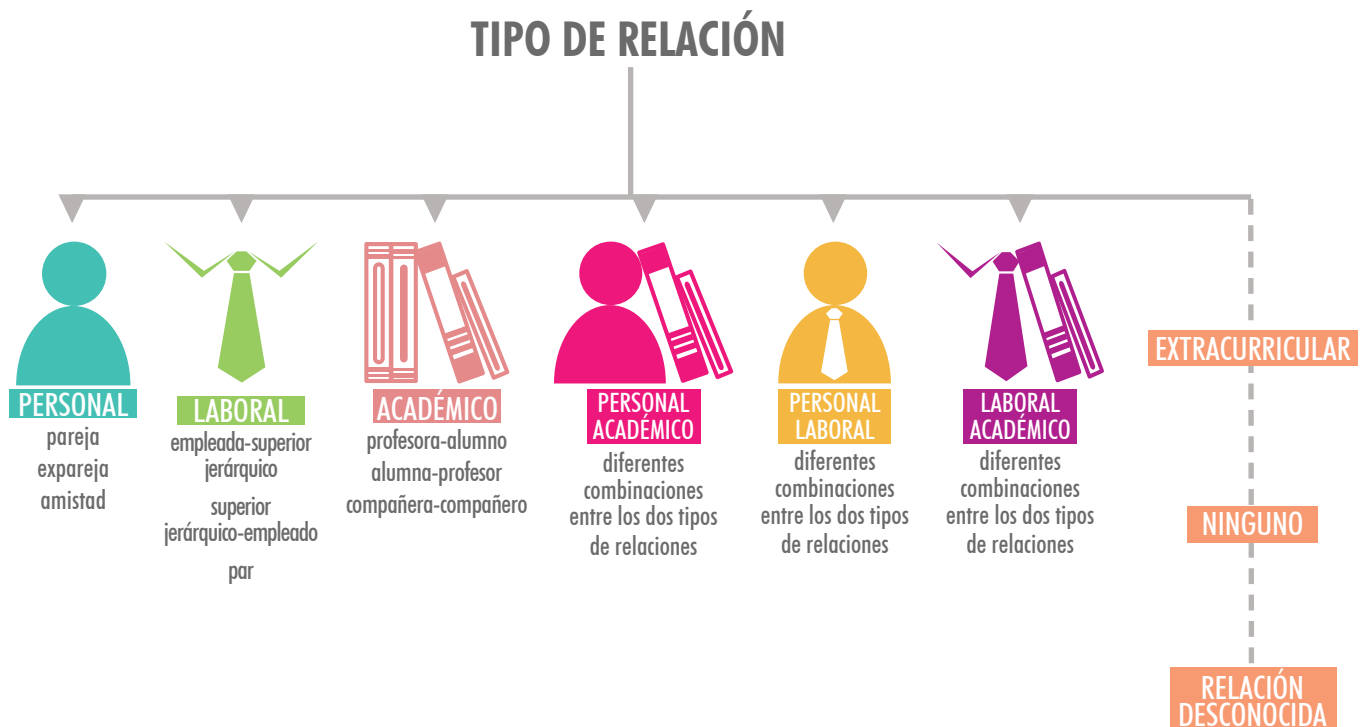 TIPO DE RELACIÓN
PERSONAL
pareja
expareja
amistad
LABORAL
empleada-superior
jerárquico
superior
jerárquico-empleado
par
ACADÉMICO
profesora-alumno
alumna-profesor
compañera-compañero
PERSONAL
ACADÉMICO
diferentes
combinaciones
entre los dos tipos
de relaciones
PERSONAL
LABORAL
diferentes
combinaciones
entre los dos tipos
de relaciones
LABORAL
ACADÉMICO
diferentes
combinaciones
entre los dos tipos
de relaciones
EXTRACURRICULAR
NINGUNO
RELACIÓN
DESCONOCIDA